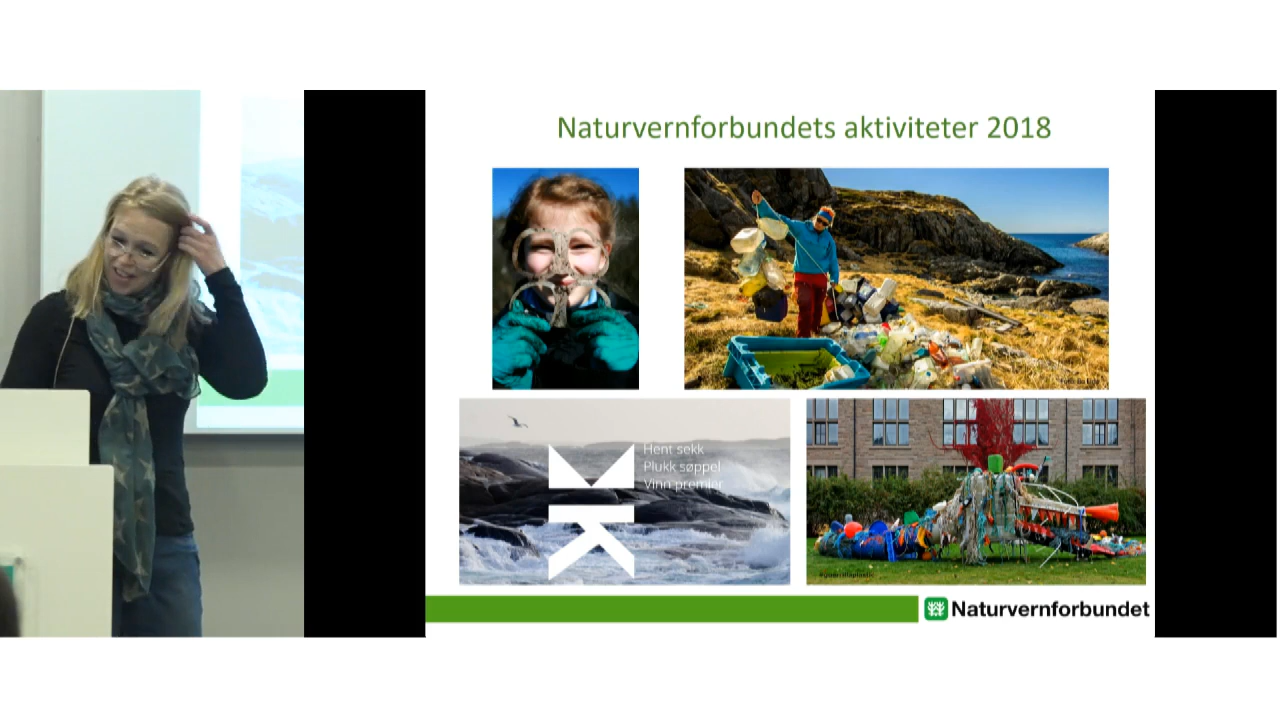 Naturvernforbundets aktiviteter 2018
Hent sekk
Plukk søppel
Vinn premier
Naturvernforbundet